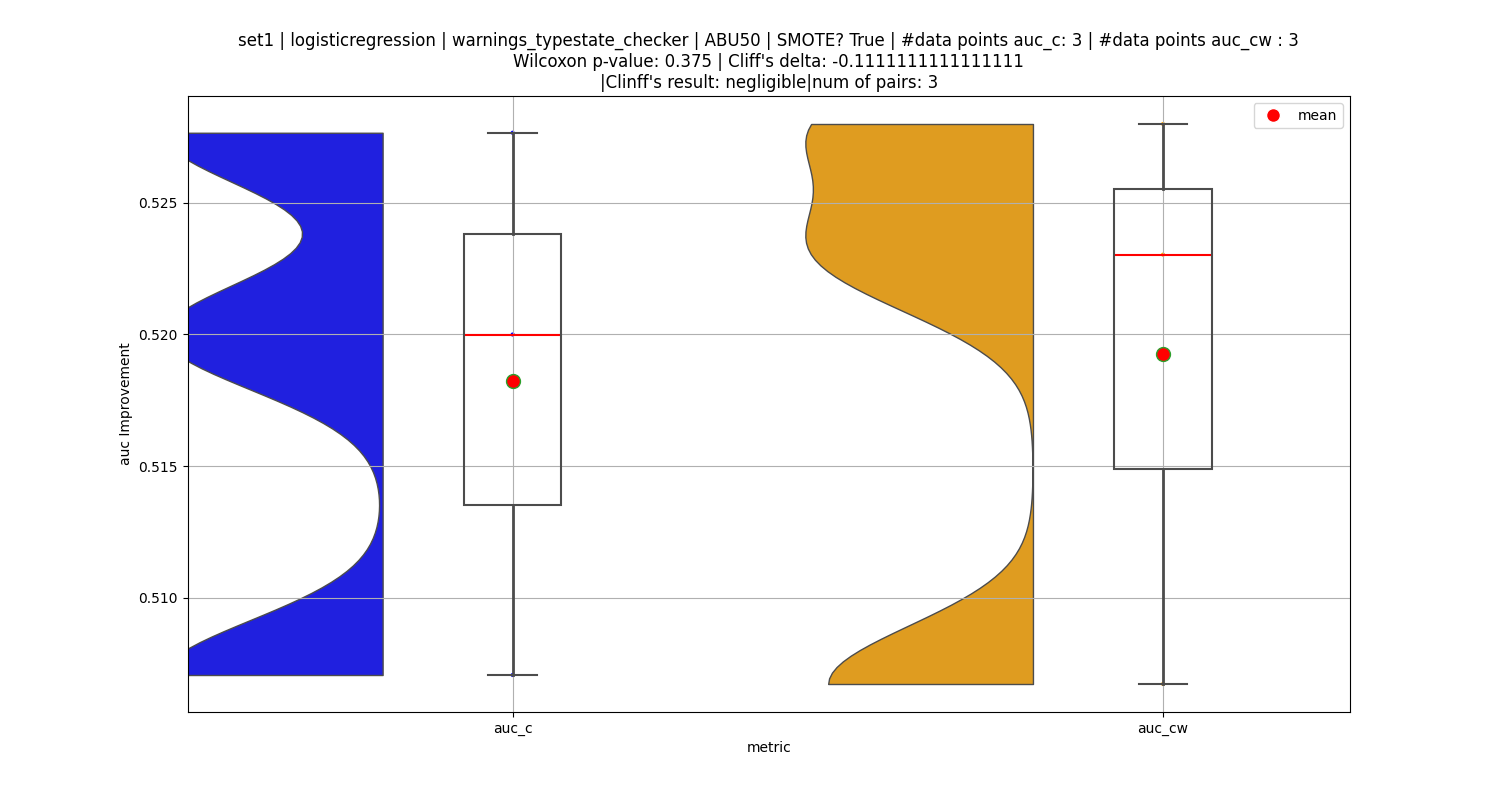 set1 | logisticregression | warnings_typestate_checker | ABU50 | SMOTE? True | #data points auc_c: 3 | #data points auc_cw : 3
Wilcoxon p-value: 0.375 | Cliff's delta: -0.1111111111111111
|Clinff's result: negligible|num of pairs: 3
mean
0.525
0.520
0.515
0.510
auc Improvement
auc_c
auc_cw
metric